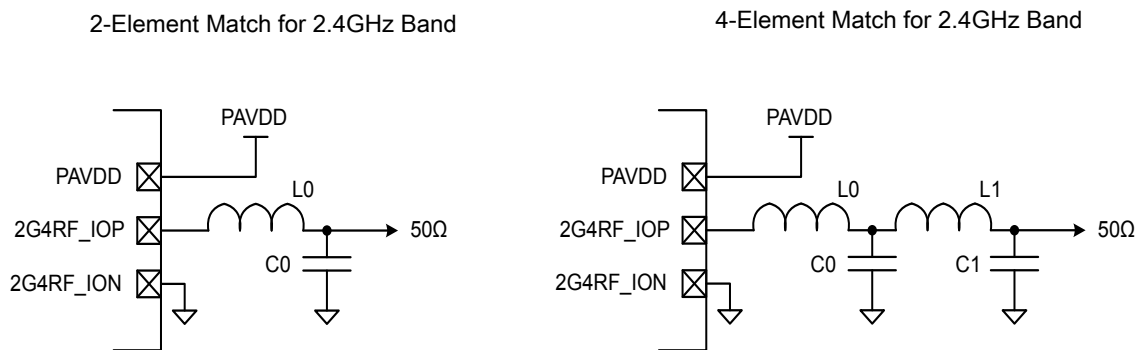 2-Element Match for 2.4GHz Band
PAVDD
PAVDD
L0
2G4RF_IOP
50Ω
C0
2G4RF_ION
4-Element Match for 2.4GHz Band
PAVDD
PAVDD
L0
L1
2G4RF_IOP
50Ω
C0
C1
2G4RF_ION